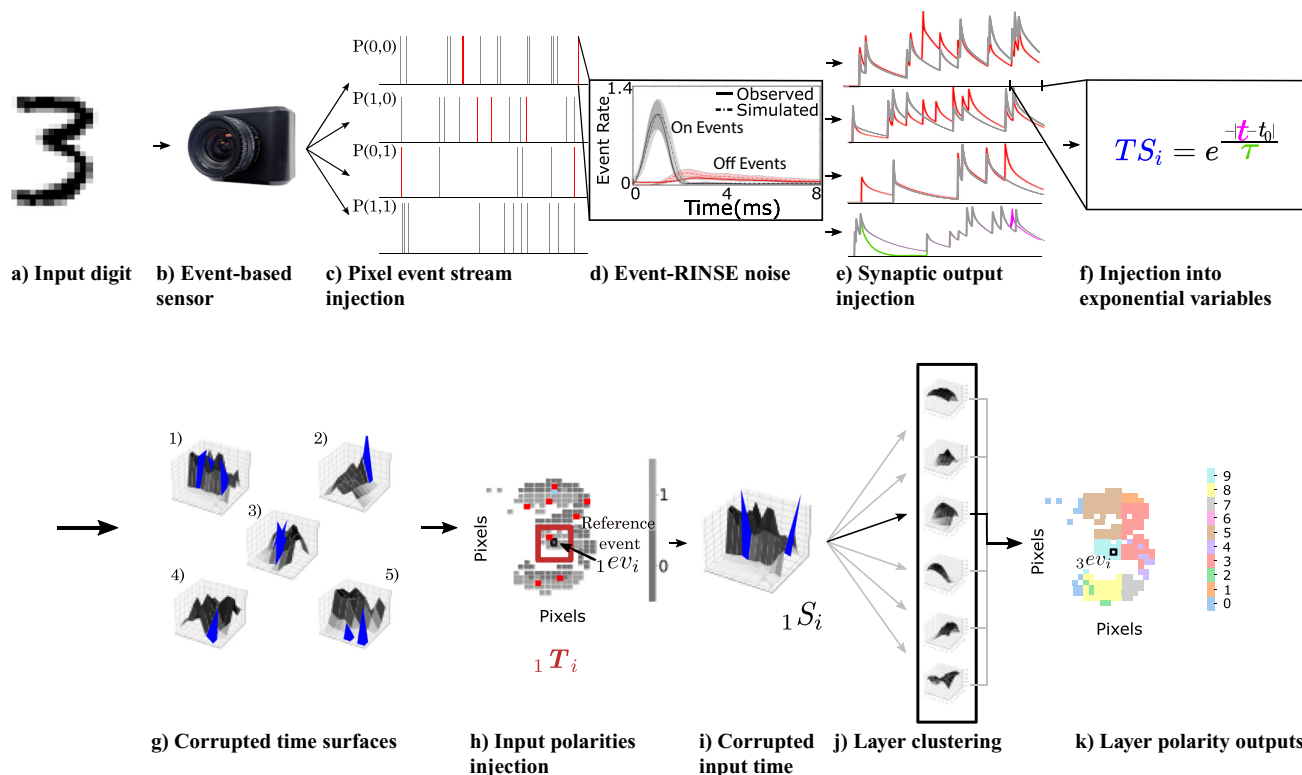 P(0,0)
P(1,0)
P(0,1)
P(1,1)
1.4
Event Rate
0
Observed
Simulated
On Events
Off Events
0 4 8
Time(ms)
TS_i = e^{-|t-t_0|/τ}
a) Input digit
b) Event-based
sensor
c) Pixel event stream
injection
d) Event-RINSE noise
e) Synaptic output
injection
f) Injection into
exponential variables
1)
2)
3)
4)
5)
Pixels
Reference
event
₁ev_i
1
0
Pixels
₁T_i
₁S_i
Pixels
₃ev_i
Pixels
9
8
7
6
5
4
3
2
1
0
g) Corrupted time surfaces
h) Input polarities
injection
i) Corrupted
input time
j) Layer clustering
k) Layer polarity outputs